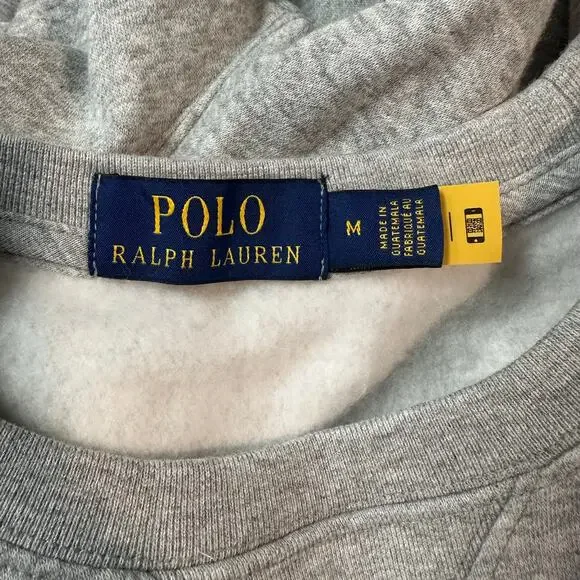 POLO
RALPH LAUREN
M
MADE IN
GUATEMALA
FABRIQUÉ AU
GUATEMALA